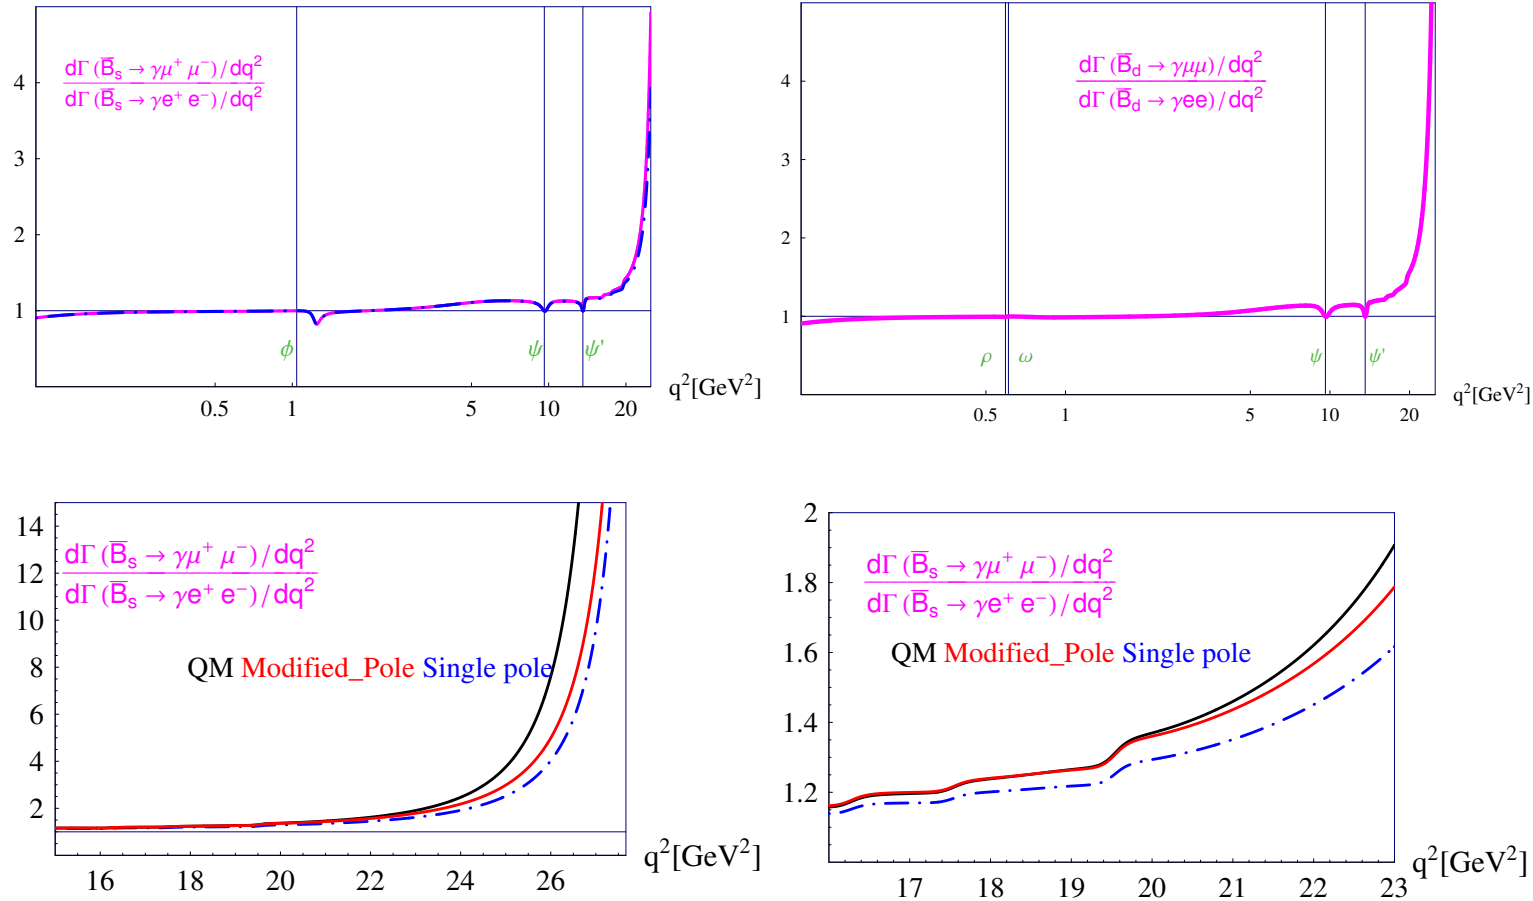 dΓ (B̅s → γμ+ μ−) / dq2
dΓ (B̅s → γe+ e−) / dq2
4
3
2
1
ϕ ψ ψ'
0.5 1 5 10 20
q2[GeV2]
dΓ (B̅d → γμμ) / dq2
dΓ (B̅d → γee) / dq2
4
3
2
1
ρ ω ψ ψ'
0.5 1 5 10 20
q2[GeV2]
14
12
10
8
6
4
2
dΓ (B̅s → γμ+ μ−) / dq2
dΓ (B̅s → γe+ e−) / dq2
QM Modified_Pole Single pole
16 18 20 22 24 26
q2[GeV2]
2
1.8
1.6
1.4
1.2
dΓ (B̅s → γμ+ μ−) / dq2
dΓ (B̅s → γe+ e−) / dq2
QM Modified_Pole Single pole
17 18 19 20 21 22 23
q2[GeV2]